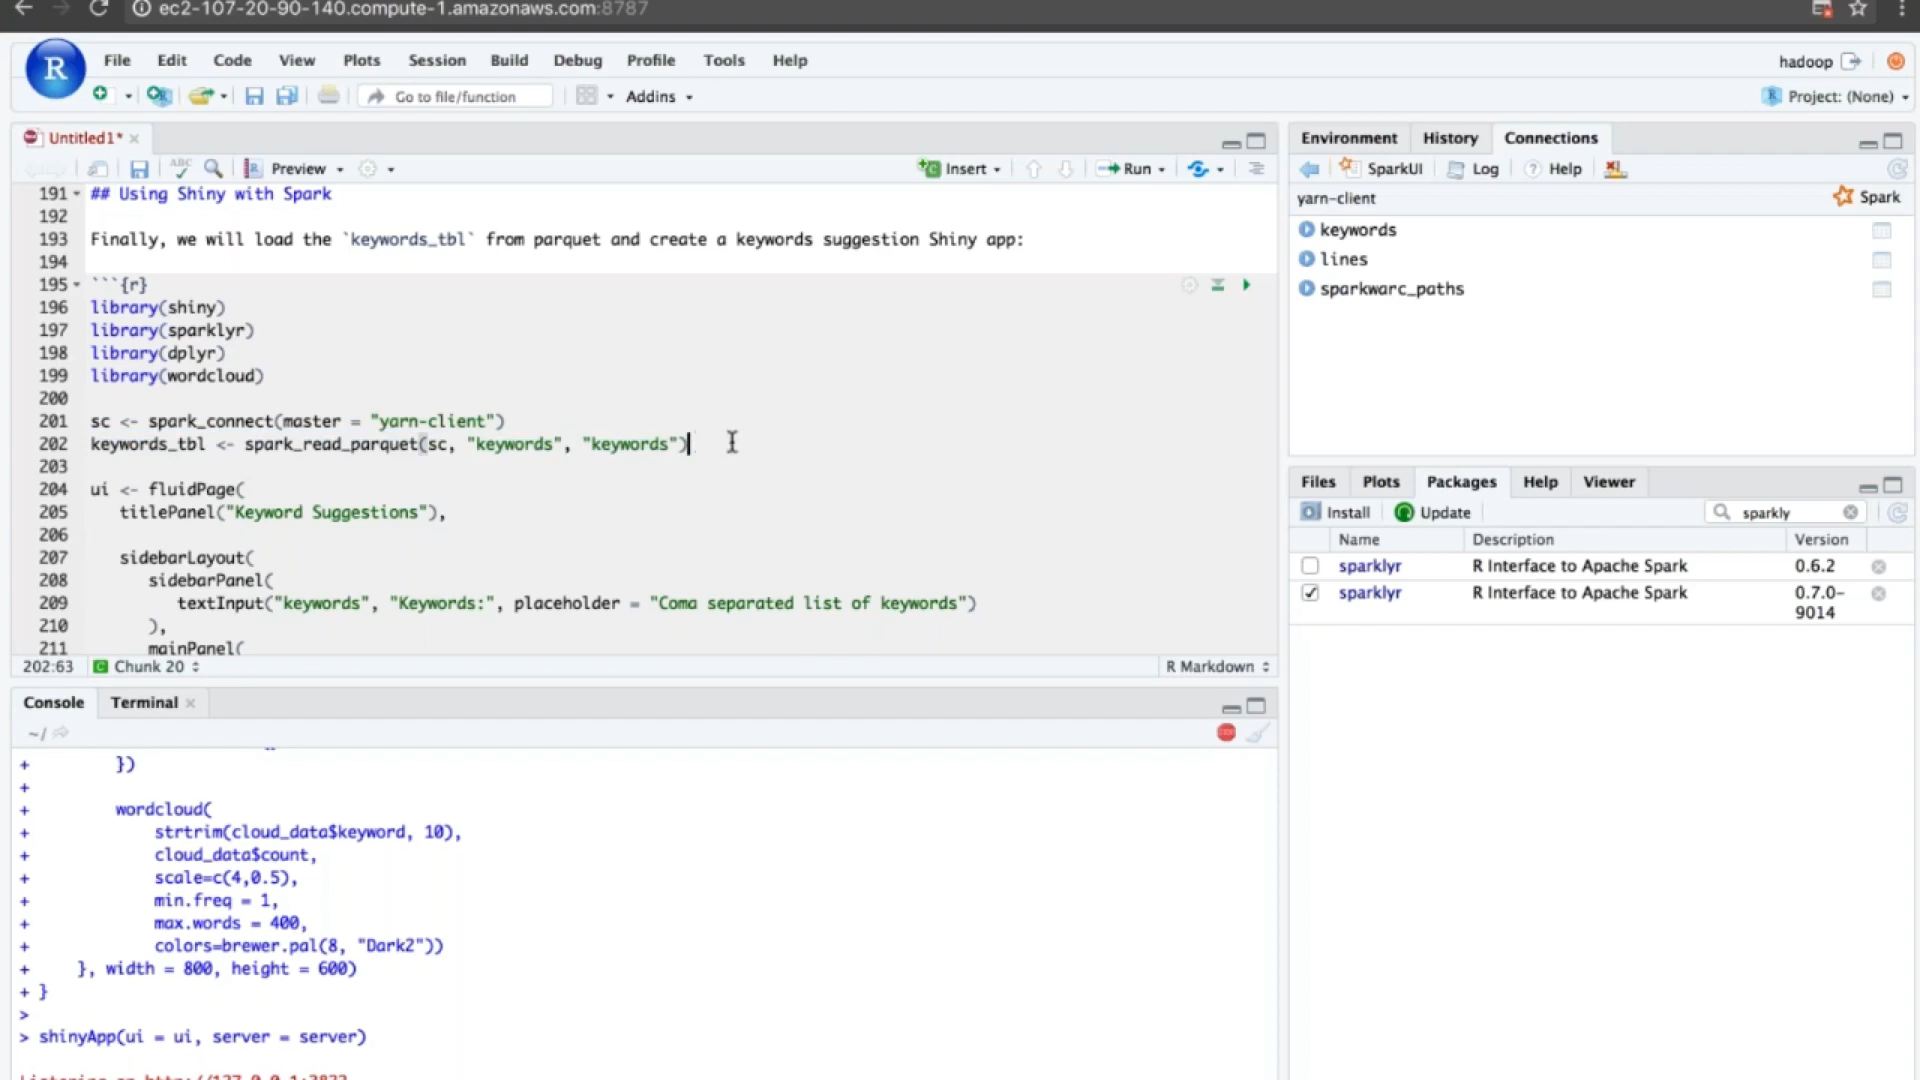 ec2-107-20-90-140.compute-1.amazonaws.com:8787
R
File Edit Code View Plots Session Build Debug Profile Tools Help
hadoop
Go to file/function
Addins
Project: (None)
Untitled1*
ABC
Preview
Insert
Run
191 ## Using Shiny with Spark
192
193 Finally, we will load the `keywords_tbl` from parquet and create a keywords suggestion Shiny app:
194
195 ```{r}
196 library(shiny)
197 library(sparklyr)
198 library(dplyr)
199 library(wordcloud)
200
201 sc <- spark_connect(master = "yarn-client")
202 keywords_tbl <- spark_read_parquet(sc, "keywords", "keywords")
203
204 ui <- fluidPage(
205 titlePanel("Keyword Suggestions"),
206
207 sidebarLayout(
208 sidebarPanel(
209 textInput("keywords", "Keywords:", placeholder = "Coma separated list of keywords")
210 ),
211 mainPanel(
202:63 Chunk 20 R Markdown
Console Terminal
~/
+ })
+
+ wordcloud(
+ strtrim(cloud_data$keyword, 10),
+ cloud_data$count,
+ scale=c(4,0.5),
+ min.freq = 1,
+ max.words = 400,
+ colors=brewer.pal(8, "Dark2"))
+ }, width = 800, height = 600)
+ }
>
> shinyApp(ui = ui, server = server)
Listening on http://127.0.0.1:3833
Environment History Connections
SparkUI Log Help
yarn-client Spark
keywords
lines
sparkwarc_paths
Files Plots Packages Help Viewer
Install Update sparkly
Name Description Version
sparklyr R Interface to Apache Spark 0.6.2
sparklyr R Interface to Apache Spark 0.7.0-
9014